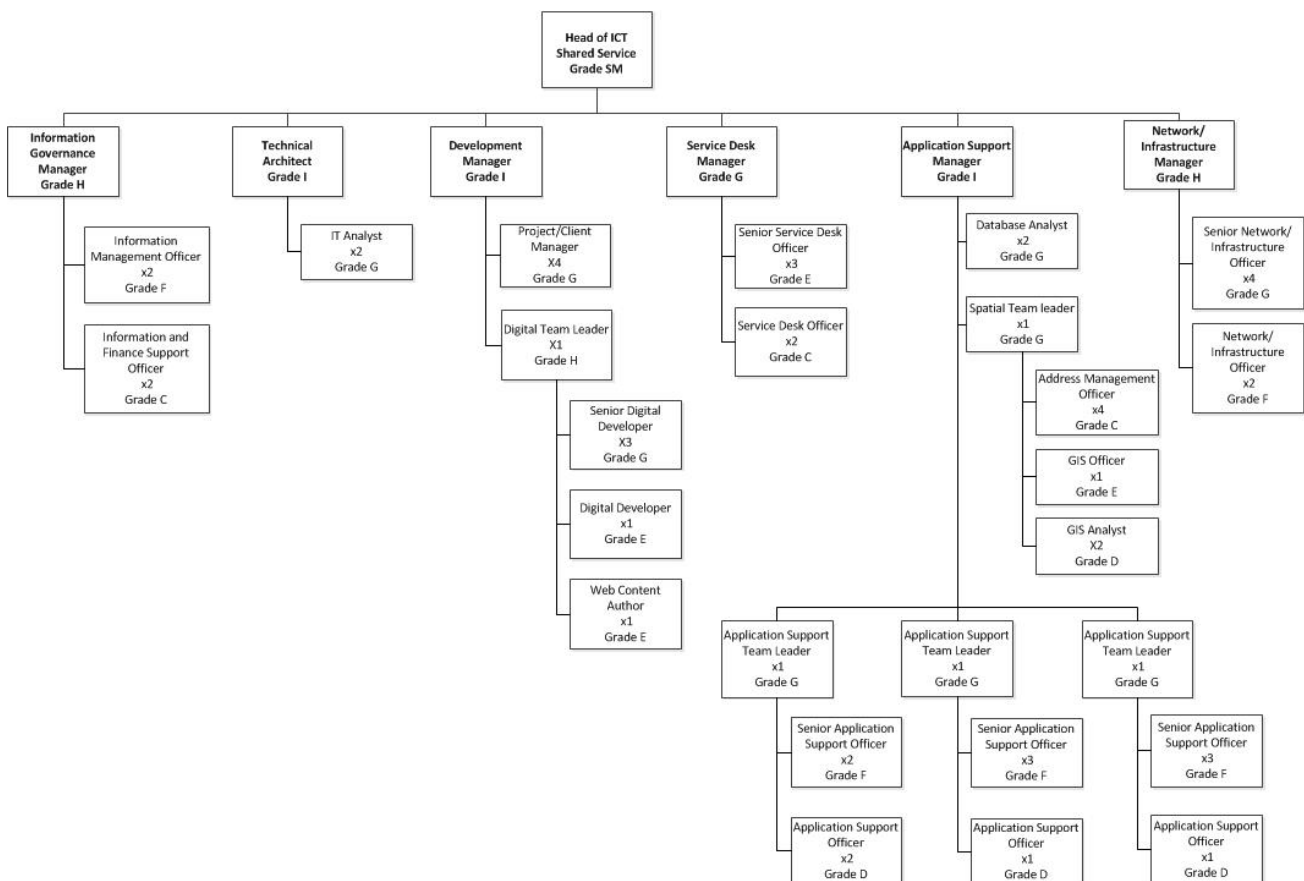 Head of ICT
Shared Service
Grade SM
Information
Governance
Manager
Grade H
Technical
Architect
Grade I
Development
Manager
Grade I
Service Desk
Manager
Grade G
Application Support
Manager
Grade I
Network/
Infrastructure
Manager
Grade H
Information
Management Officer
x2
Grade F
Information and
Finance Support
Officer
x2
Grade C
IT Analyst
x2
Grade G
Project/Client
Manager
X4
Grade G
Digital Team Leader
X1
Grade H
Senior Digital
Developer
X3
Grade G
Digital Developer
x1
Grade E
Web Content
Author
x1
Grade E
Senior Service Desk
Officer
x3
Grade E
Service Desk Officer
x2
Grade C
Database Analyst
x2
Grade G
Spatial Team leader
x1
Grade G
Address Management
Officer
x4
Grade C
GIS Officer
x1
Grade E
GIS Analyst
X2
Grade D
Senior Network/
Infrastructure
Officer
x4
Grade G
Network/
Infrastructure
Officer
x2
Grade F
Application Support
Team Leader
x1
Grade G
Senior Application
Support Officer
x2
Grade F
Application Support
Officer
x2
Grade D
Application Support
Team Leader
x1
Grade G
Senior Application
Support Officer
x3
Grade F
Application Support
Officer
x1
Grade D
Application Support
Team Leader
x1
Grade G
Senior Application
Support Officer
x3
Grade F
Application Support
Officer
x1
Grade D